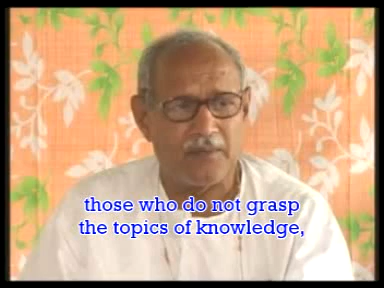 those who do not grasp
the topics of knowledge,